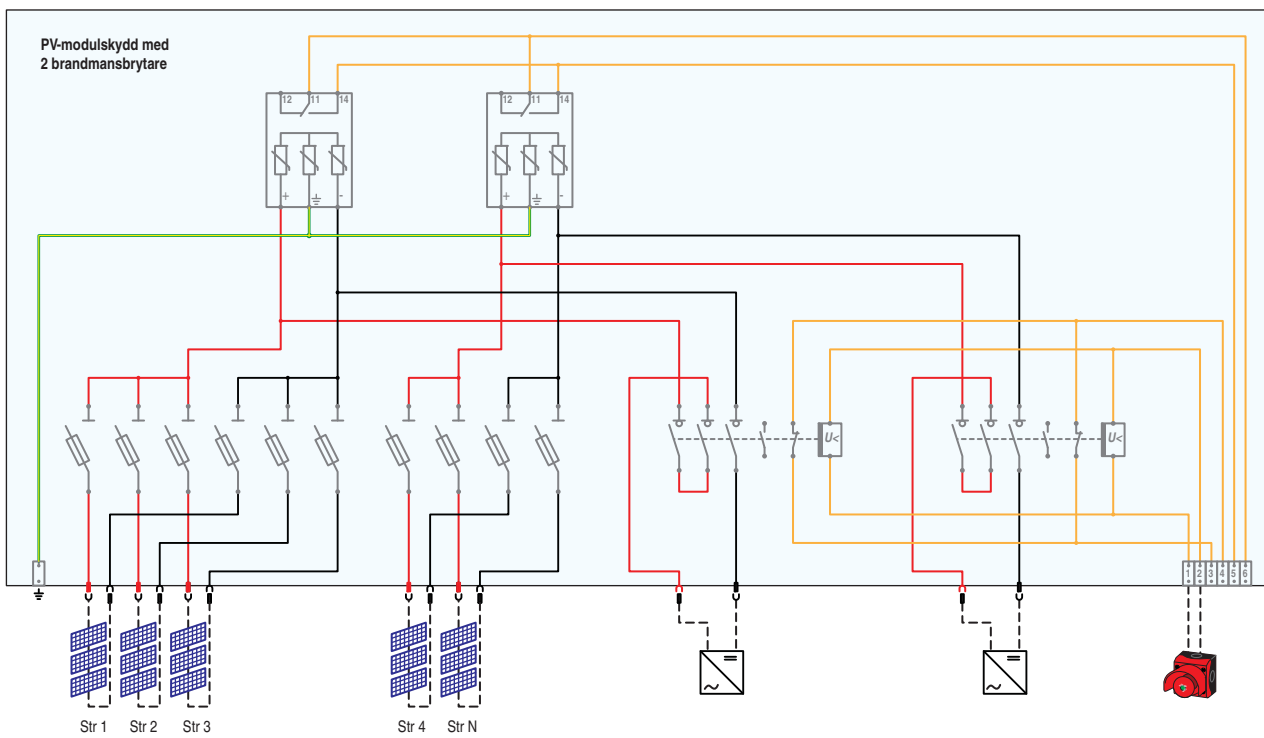 PV-modulskydd med
2 brandmansbrytare
12 11 14
12 11 14
+ -
+ -
U<
U<
1 2 3 4 5 6
Str 1 Str 2 Str 3 Str 4 Str N